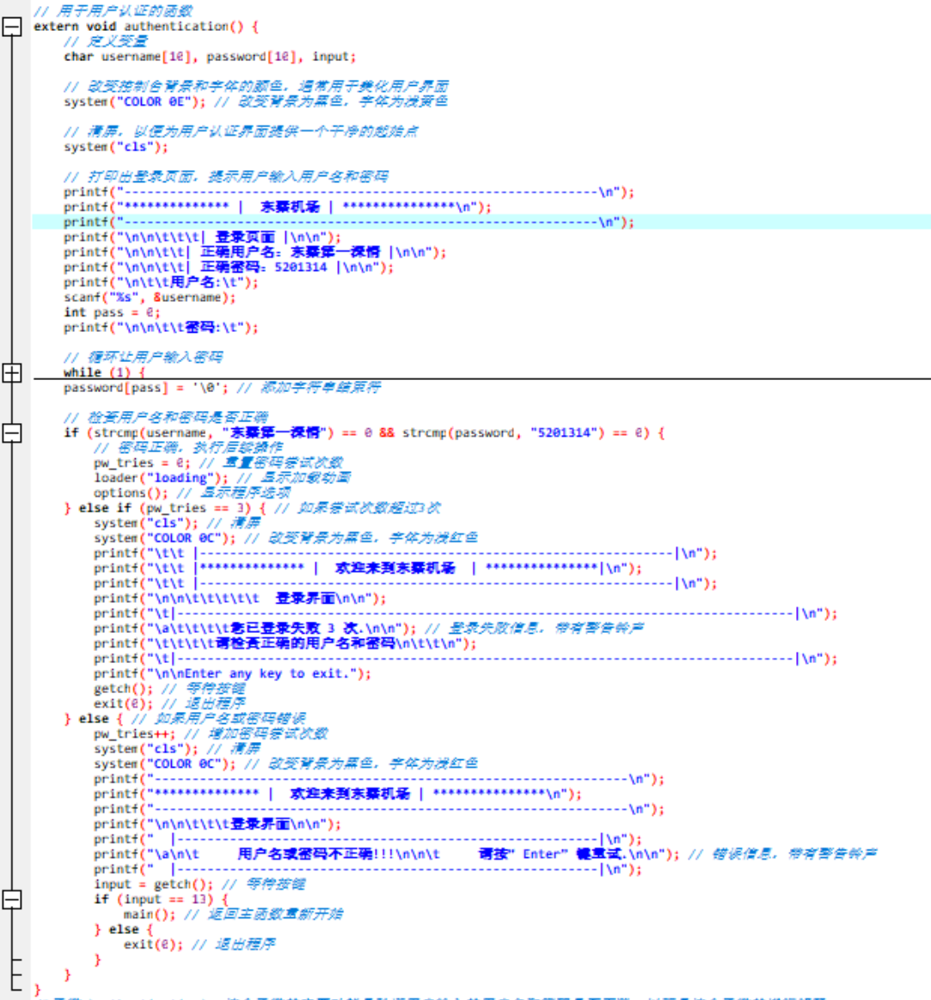 // 用于用户认证的函数
extern void authentication() {
// 定义变量
char username[10], password[10], input;
// 改变控制台背景和字体的颜色，通常用于美化用户界面
system("COLOR 0E"); // 改变背景为黑色，字体为浅黄色
// 清屏，以便为用户认证界面提供一个干净的起始点
system("cls");
// 打印出登录页面，提示用户输入用户名和密码
printf("----------------------------------------------------------------\n");
printf("************** |  东寨机场 | ***************\n");
printf("----------------------------------------------------------------\n");
printf("\n\n\t\t\t| 登录页面 |\n\n");
printf("\n\n\t\t| 正确用户名：东寨第一深情 |\n\n");
printf("\n\n\t\t| 正确密码：5201314 |\n\n");
printf("\n\t\t用户名:\t");
scanf("%s", &username);
int pass = 0;
printf("\n\n\t\t密码:\t");
// 循环让用户输入密码
while (1) {
password[pass] = '\0'; // 添加字符串结束符
// 检查用户名和密码是否正确
if (strcmp(username, "东寨第一深情") == 0 && strcmp(password, "5201314") == 0) {
// 密码正确，执行后续操作
pw_tries = 0; // 重置密码尝试次数
loader("loading"); // 显示加载动画
options(); // 显示程序选项
} else if (pw_tries == 3) { // 如果尝试次数超过3次
system("cls"); // 清屏
system("COLOR 0C"); // 改变背景为黑色，字体为浅红色
printf("\t\t |----------------------------------------------------------------|\n");
printf("\t\t |************** |  欢迎来到东寨机场  | ***************|\n");
printf("\t\t |----------------------------------------------------------------|\n");
printf("\n\n\t\t\t\t\t  登录界面\n\n");
printf("\t|-----------------------------------------------------------------------------------|\n");
printf("\a\t\t\t\t您已登录失败 3 次.\n\n"); // 登录失败信息，带有警告铃声
printf("\t\t\t\t请检查正确的用户名和密码\n\t\t\n");
printf("\t|-----------------------------------------------------------------------------------|\n");
printf("\n\nEnter any key to exit.");
getch(); // 等待按键
exit(0); // 退出程序
} else { // 如果用户名或密码错误
pw_tries++; // 增加密码尝试次数
system("cls"); // 清屏
system("COLOR 0C"); // 改变背景为黑色，字体为浅红色
printf("----------------------------------------------------------------\n");
printf("************** |  欢迎来到东寨机场 | ***************\n");
printf("----------------------------------------------------------------\n");
printf("\n\n\t\t\t登录界面\n\n");
printf("  |---------------------------------------------------------|\n");
printf("\a\n\t     用户名或密码不正确!!!\n\n\t     请按" Enter" 键重试.\n\n"); // 错误信息，带有警告铃声
printf("  |---------------------------------------------------------|\n");
input = getch(); // 等待按键
if (input == 13) {
main(); // 返回主函数重新开始
} else {
exit(0); // 退出程序
}
}
}